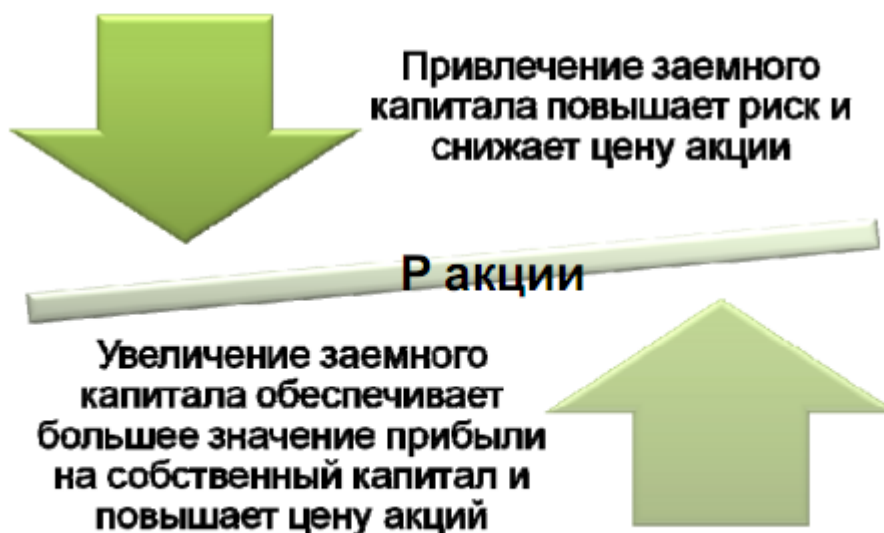 Привлечение заемного
капитала повышает риск и
снижает цену акции
Р акции
Увеличение заемного
капитала обеспечивает
большее значение прибыли
на собственный капитал и
повышает цену акций